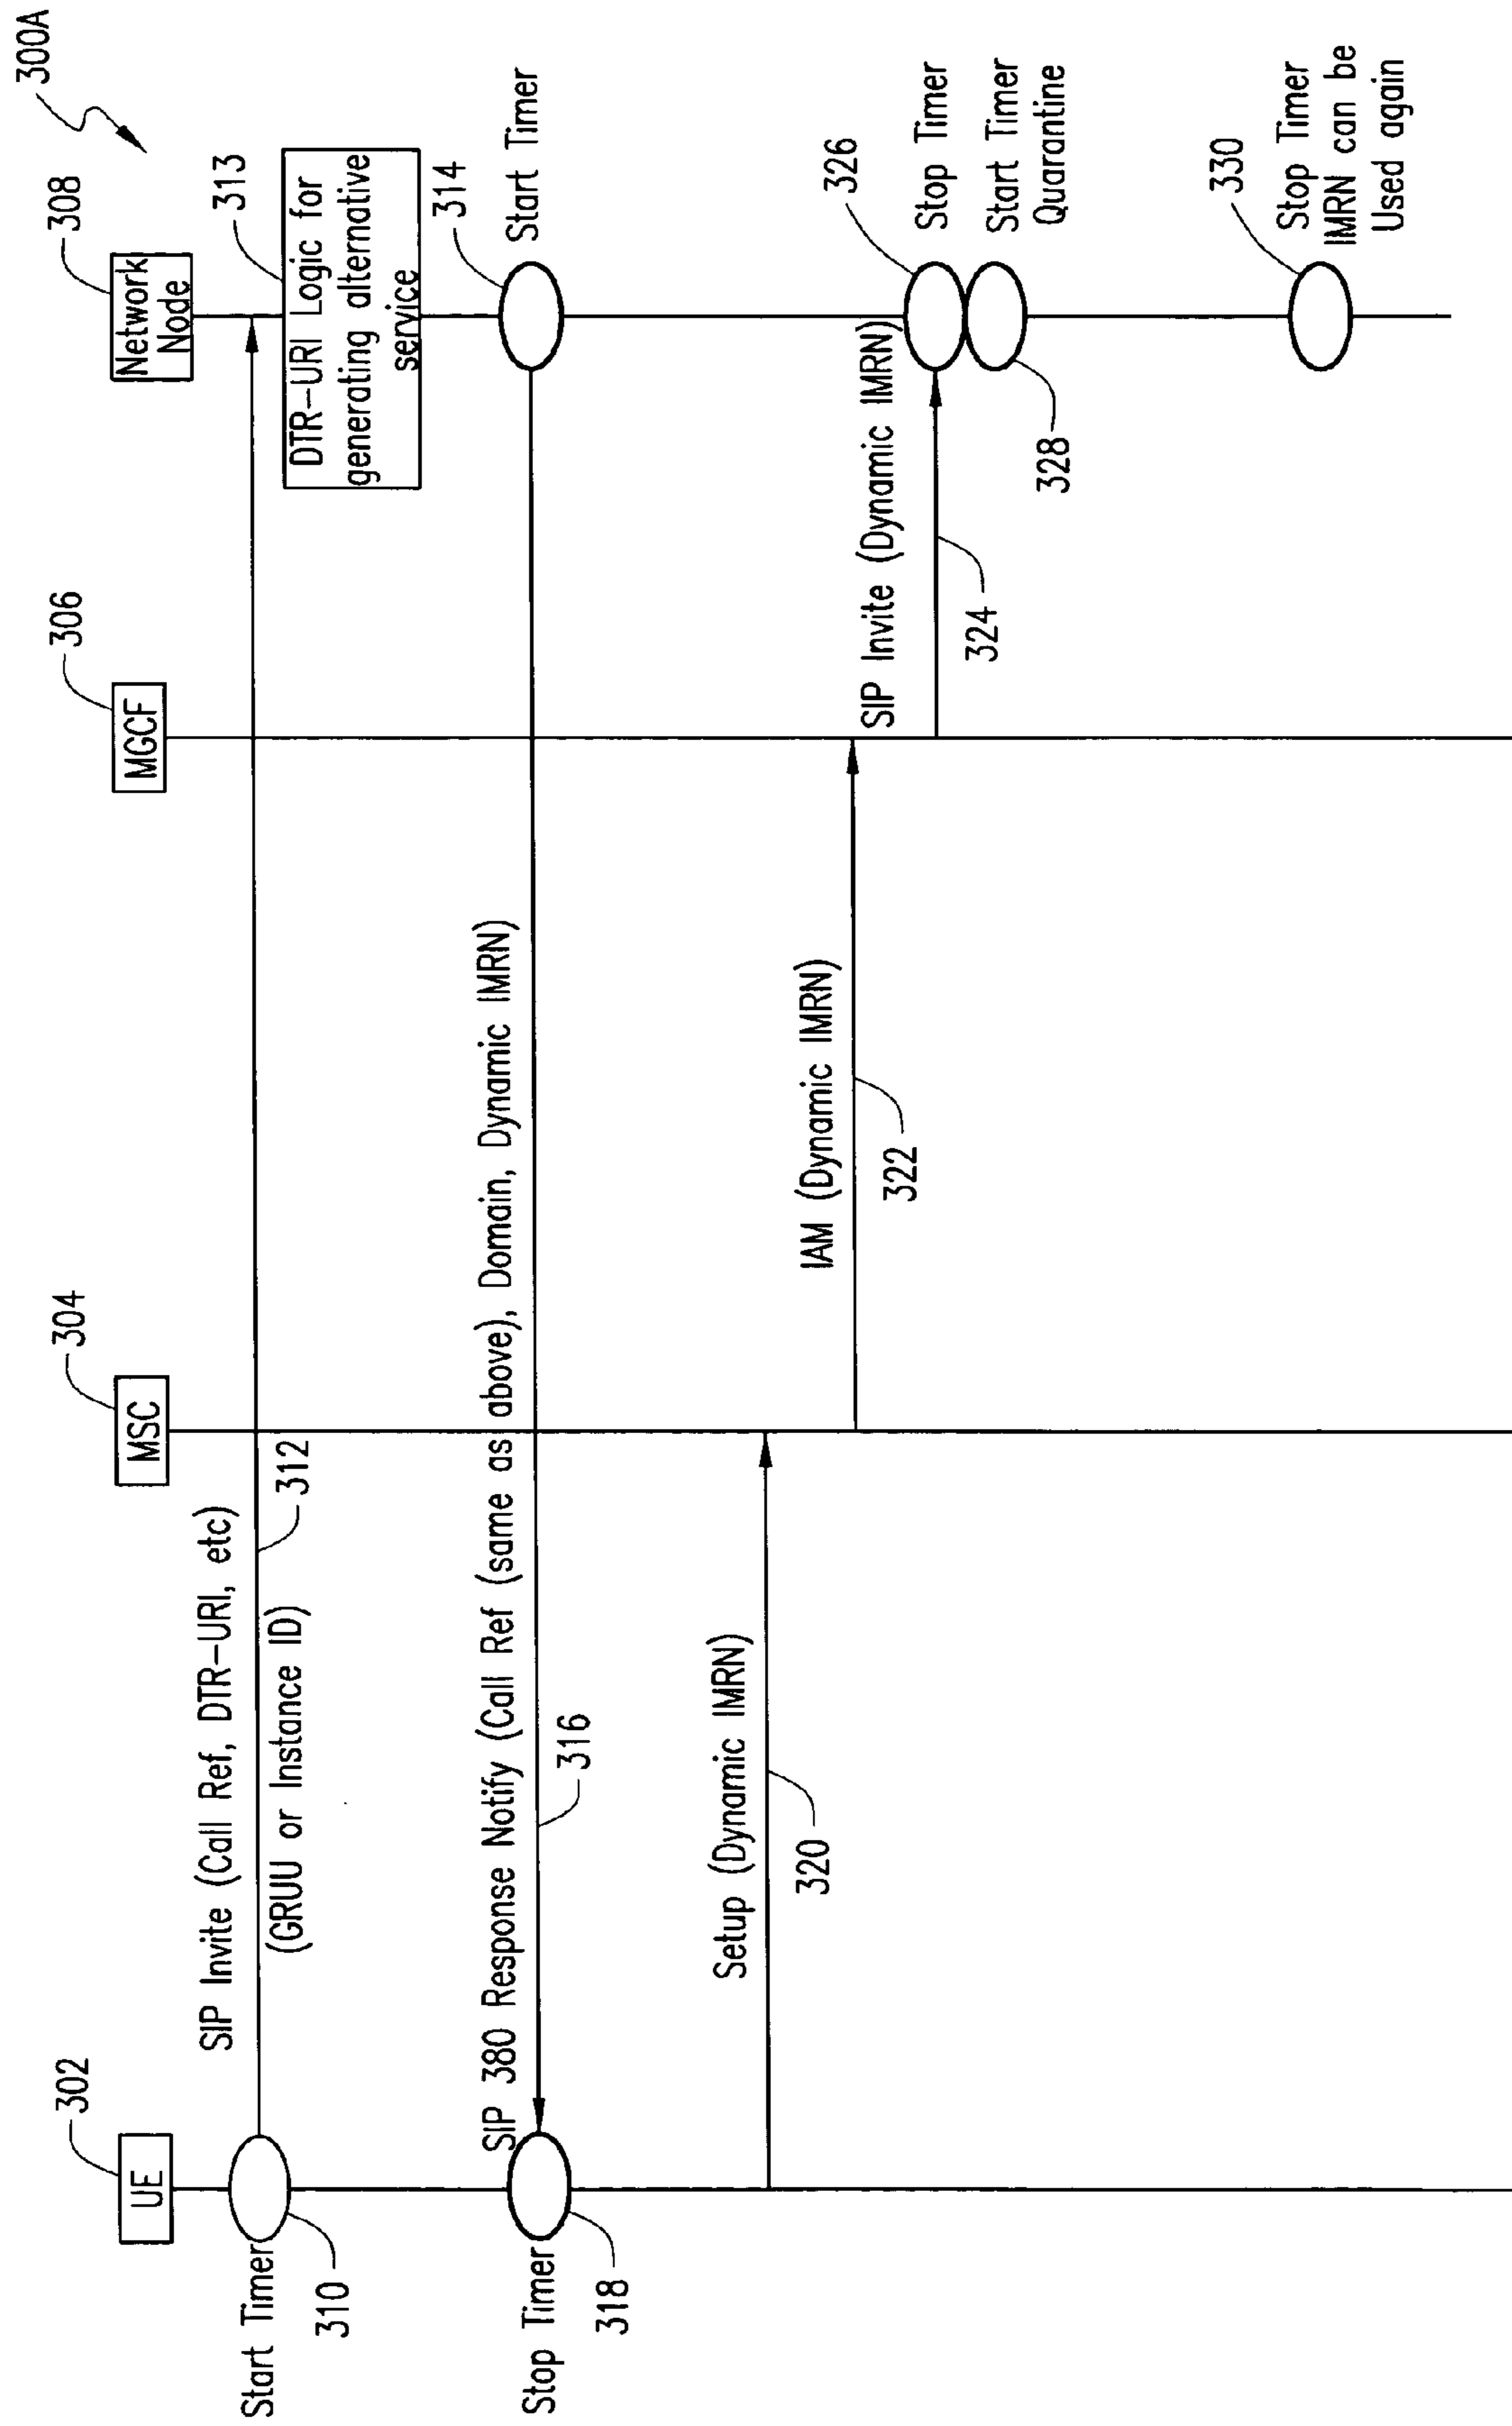 300A
302
304
306
308
UE
MSC
MGCF
Network
Node
SIP Invite (Call Ref, DTR-URI, etc)
(GRUU or Instance ID)
312
Start Timer
310
313
DTR-URI Logic for
generating alternative
service
314
Start Timer
SIP 380 Response Notify (Call Ref (same as above), Domain, Dynamic IMRN)
316
Stop Timer
318
Setup (Dynamic IMRN)
320
IAM (Dynamic IMRN)
322
SIP Invite (Dynamic IMRN)
324
326
Stop Timer
Start Timer
Quarantine
328
330
Stop Timer
IMRN can be
Used again